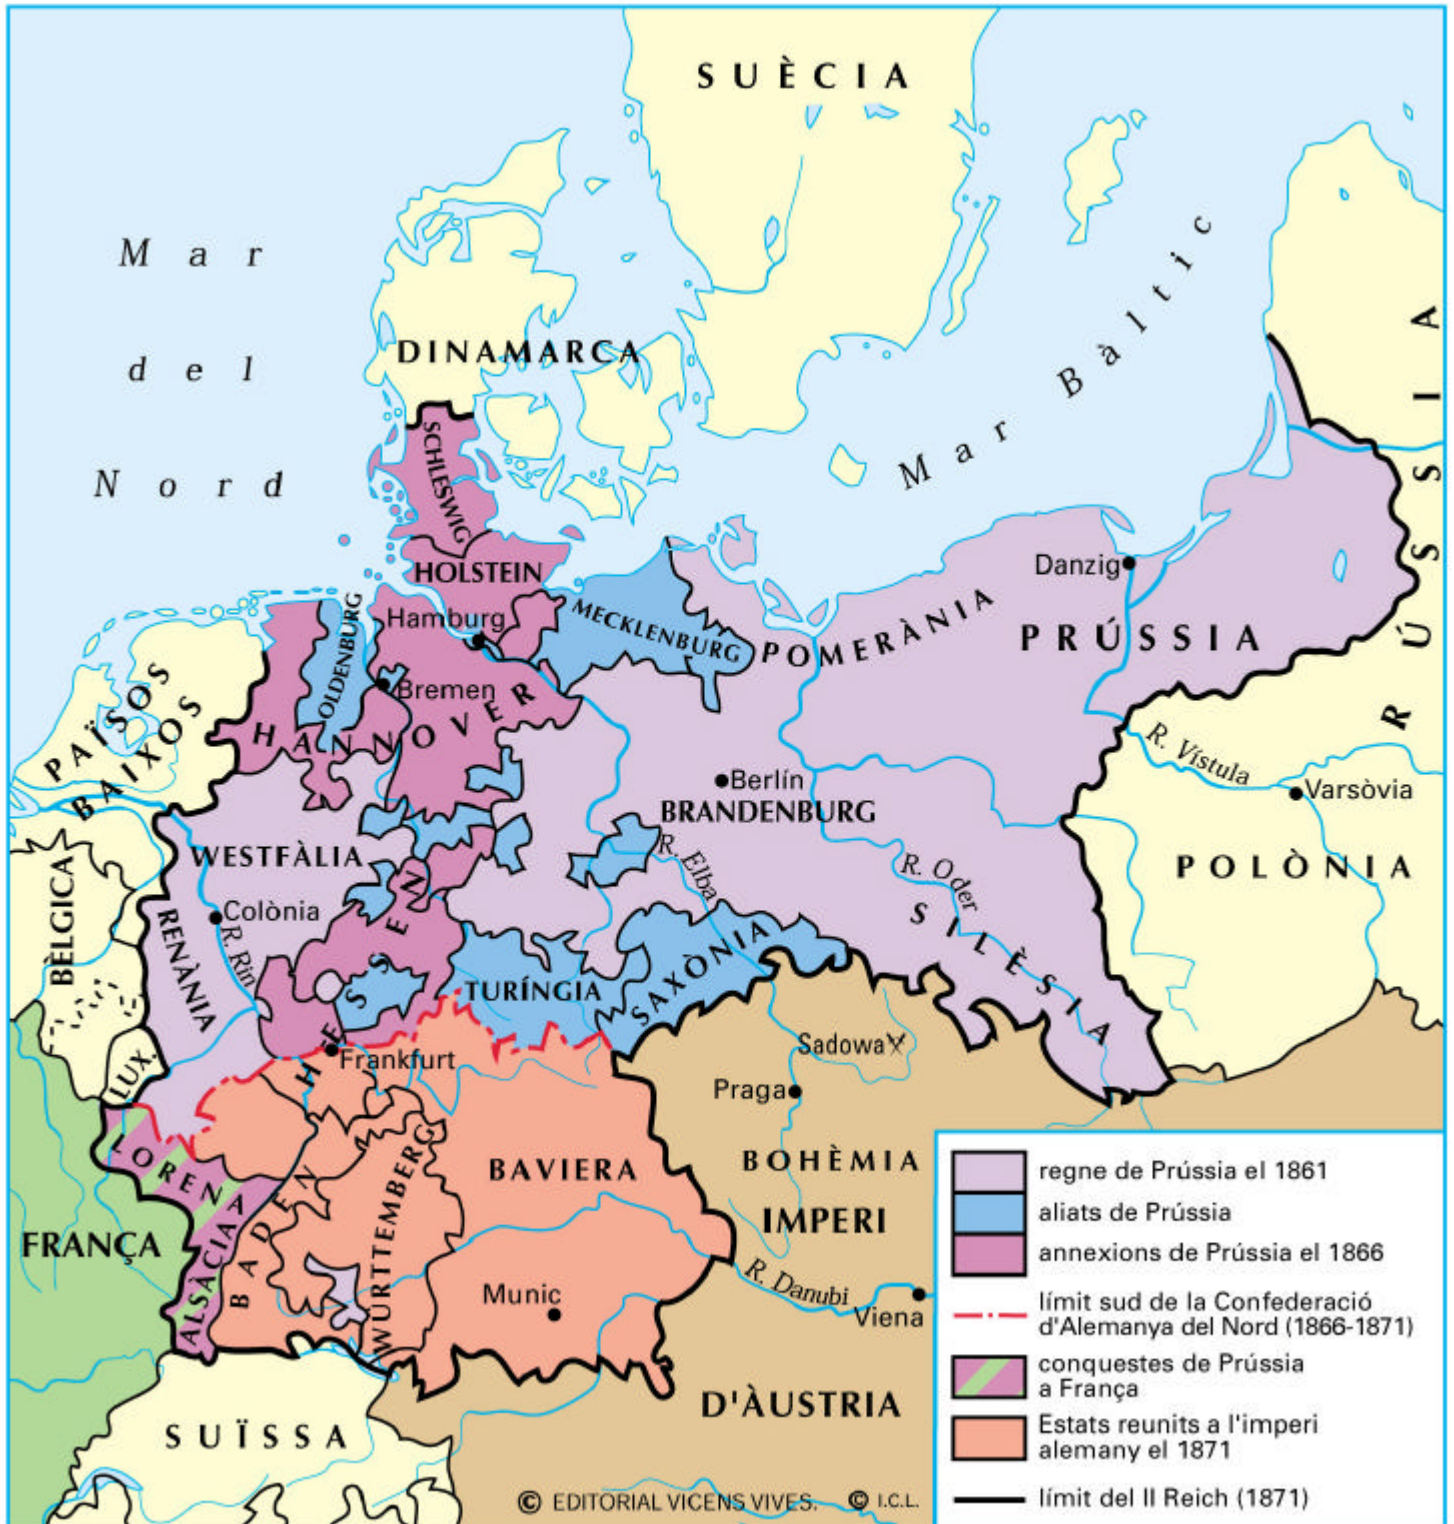 SUÈCIA
Mar
del
Nord
Mar Bàltic
DINAMARCA
RÚSSIA
SCHLESWIG
HOLSTEIN
Hamburg
MECKLENBURG
OLDENBURG
Bremen
HANNOVER
POMERÀNIA
Danzig
PRÚSSIA
PAÏSOS
BAIXOS
R. Vístula
Varsòvia
Berlín
BRANDENBURG
WESTFÀLIA
R. Elba
R. Oder
POLÒNIA
BÈLGICA
Colònia
RENÀNIA
R. Rin
HESSEN
SILÈSIA
TURÍNGIA
SAXÒNIA
LUX.
Frankfurt
Sadowa
Praga
LORENA
ALSÀCIA
BADEN
WÜRTTEMBERG
BAVIERA
BOHÈMIA
IMPERI
FRANÇA
Munic
R. Danubi
Viena
D'ÀUSTRIA
SUÏSSA
regne de Prússia el 1861
aliats de Prússia
annexions de Prússia el 1866
límit sud de la Confederació
d'Alemanya del Nord (1866-1871)
conquestes de Prússia
a França
Estats reunits a l'imperi
alemany el 1871
límit del II Reich (1871)
© EDITORIAL VICENS VIVES. © I.C.L.